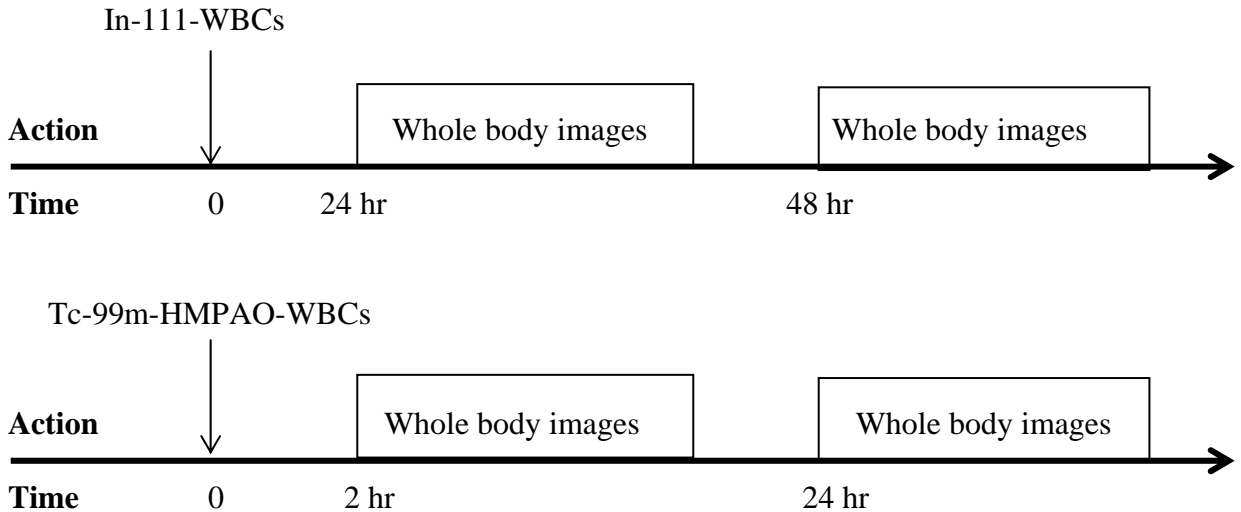 In-111-WBCs
Action Whole body images Whole body images
Time 0 24 hr 48 hr
Tc-99m-HMPAO-WBCs
Action Whole body images Whole body images
Time 0 2 hr 24 hr